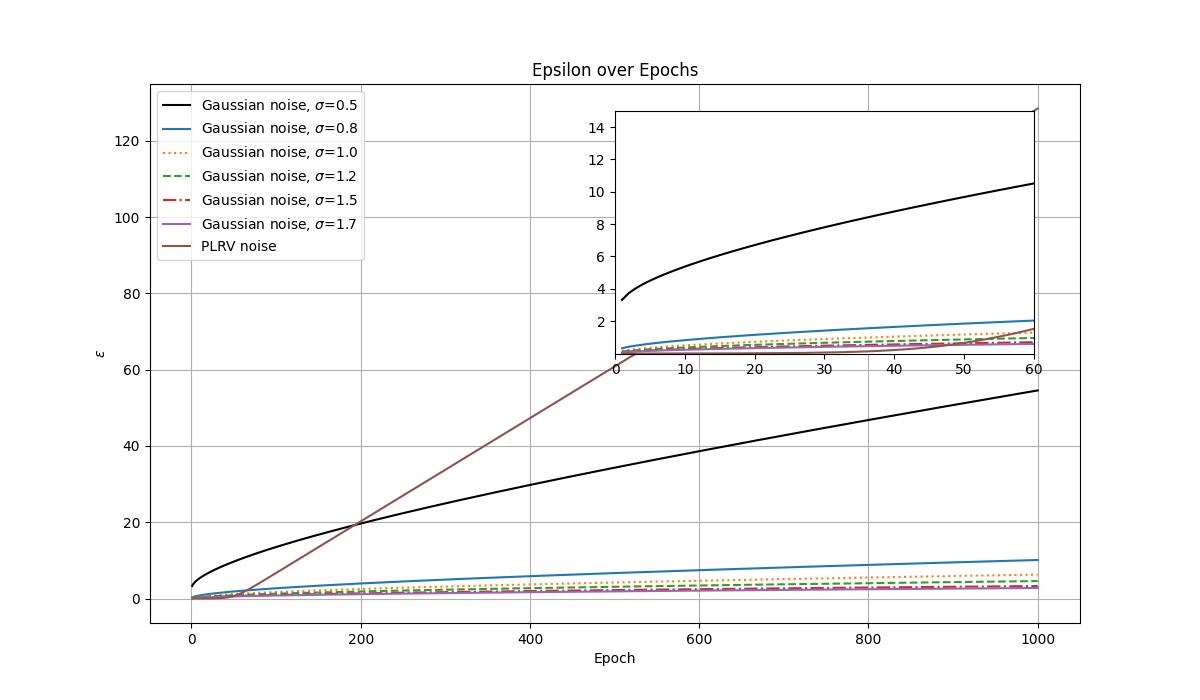 Epsilon over Epochs
Gaussian noise, σ=0.5
Gaussian noise, σ=0.8
Gaussian noise, σ=1.0
Gaussian noise, σ=1.2
Gaussian noise, σ=1.5
Gaussian noise, σ=1.7
PLRV noise
120
100
80
60
40
20
0
ε
14
12
10
8
6
4
2
0 10 20 30 40 50 60
0 200 400 600 800 1000
Epoch